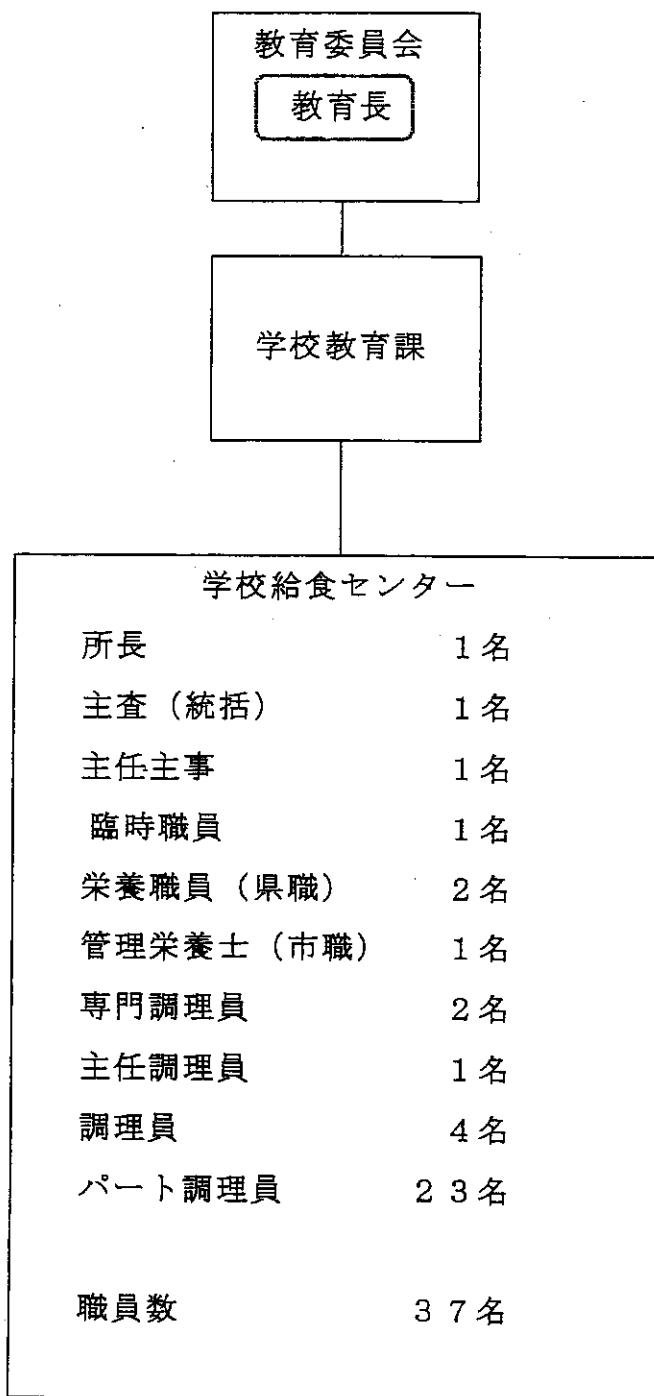 教育委員会
教育長
学校教育課
学校給食センター
所長 1名
主査（統括） 1名
主任主事 1名
臨時職員 1名
栄養職員（県職） 2名
管理栄養士（市職） 1名
専門調理員 2名
主任調理員 1名
調理員 4名
パート調理員 23名
職員数 37名